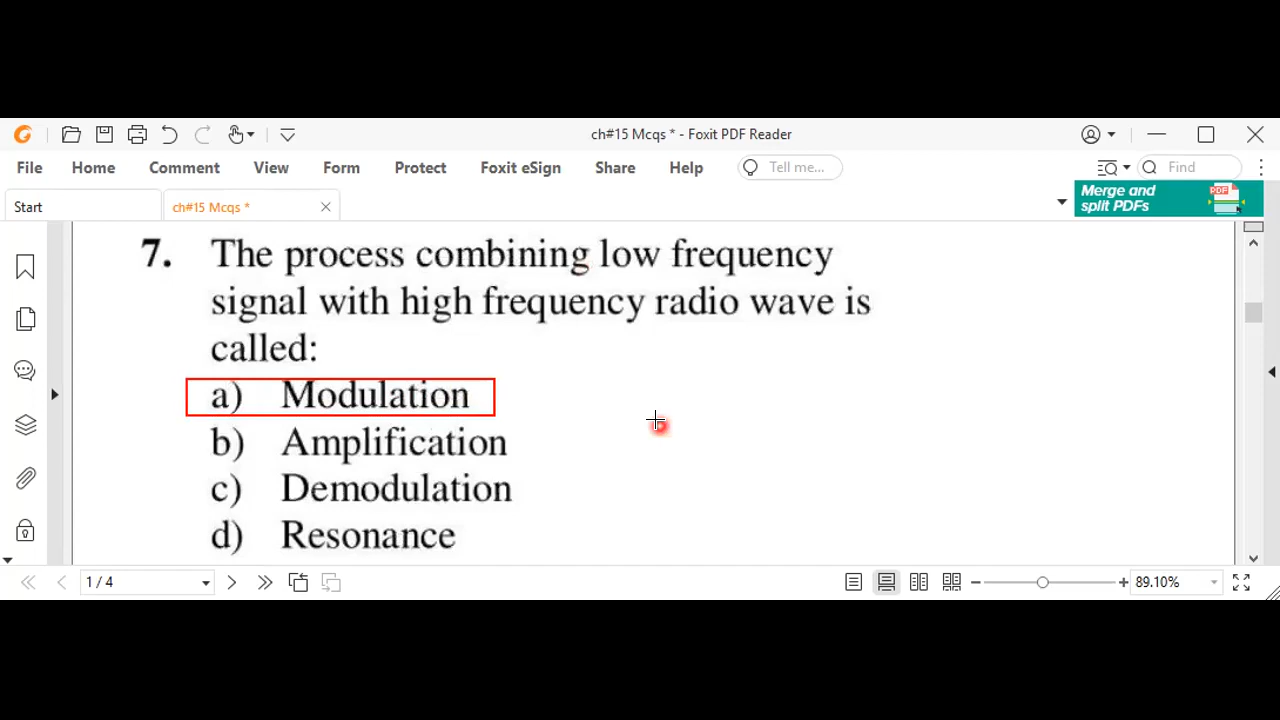 ch#15 Mcqs * - Foxit PDF Reader
File Home Comment View Form Protect Foxit eSign Share Help Tell me... Find
Start ch#15 Mcqs *
Merge and
split PDFs
PDF
7. The process combining low frequency
signal with high frequency radio wave is
called:
a) Modulation
b) Amplification
c) Demodulation
d) Resonance
1 / 4 89.10%